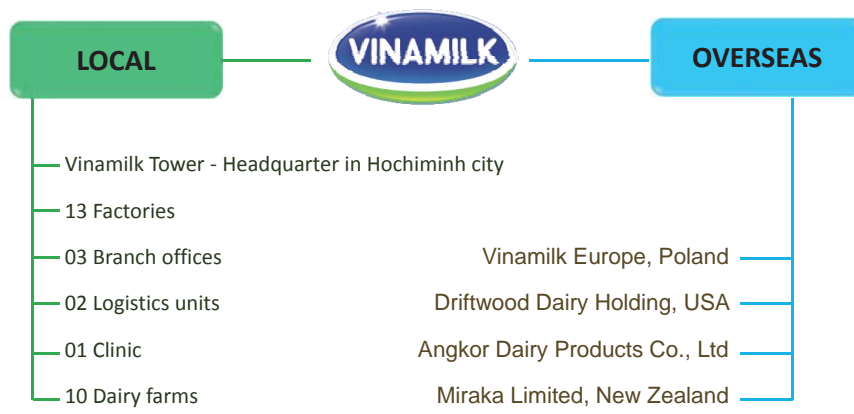 LOCAL
VINAMILK
OVERSEAS
Vinamilk Tower - Headquarter in Hochiminh city
13 Factories
03 Branch offices
02 Logistics units
01 Clinic
10 Dairy farms
Vinamilk Europe, Poland
Driftwood Dairy Holding, USA
Angkor Dairy Products Co., Ltd
Miraka Limited, New Zealand